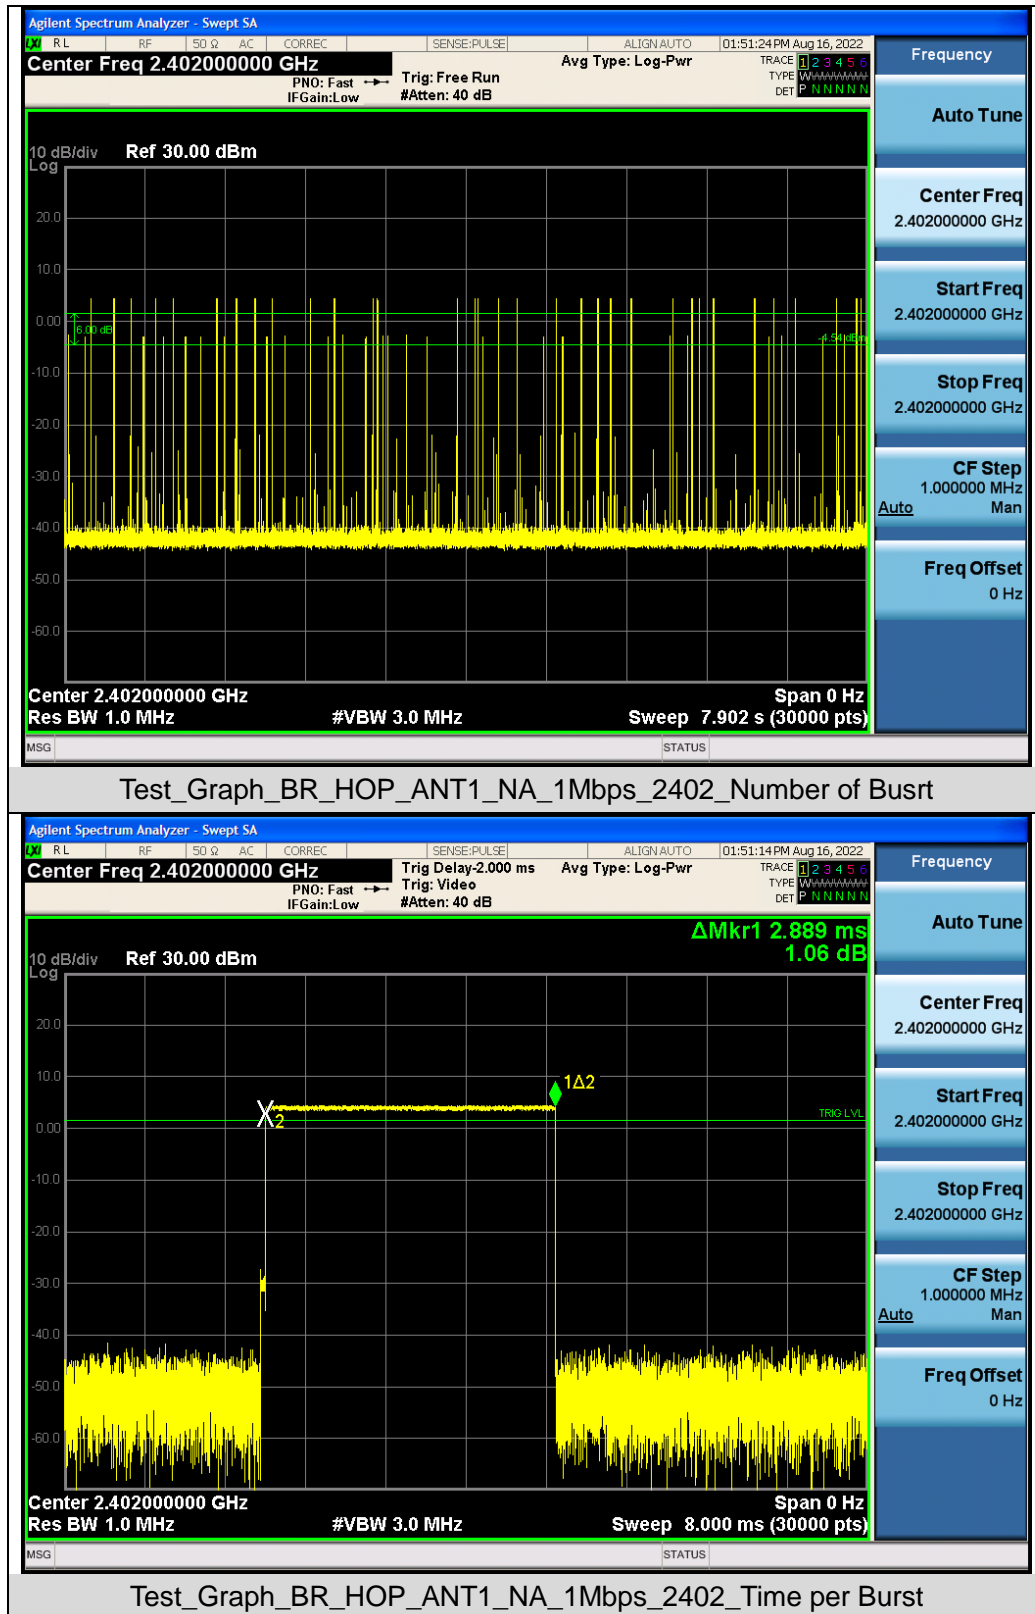 Agilent Spectrum Analyzer - Swept SA
LXI RL RF 50 Ω AC CORREC SENSE:PULSE ALIGN AUTO 01:51:24 PM Aug 16, 2022
Center Freq 2.402000000 GHz
PNO: Fast
IFGain:Low
Trig: Free Run
#Atten: 40 dB
Avg Type: Log-Pwr
TRACE 1 2 3 4 5 6
TYPE W
DET P N N N N N
Frequency
Auto Tune
Center Freq
2.402000000 GHz
Start Freq
2.402000000 GHz
Stop Freq
2.402000000 GHz
CF Step
1.000000 MHz
Auto Man
Freq Offset
0 Hz
10 dB/div Ref 30.00 dBm
Log
20.0
10.0
0.00
6.00 dB
-4.54 dBm
-10.0
-20.0
-30.0
-40.0
-50.0
-60.0
Center 2.402000000 GHz Span 0 Hz
Res BW 1.0 MHz #VBW 3.0 MHz Sweep 7.902 s (30000 pts)
MSG STATUS
Test_Graph_BR_HOP_ANT1_NA_1Mbps_2402_Number of Busrt
Agilent Spectrum Analyzer - Swept SA
LXI RL RF 50 Ω AC CORREC SENSE:PULSE ALIGN AUTO 01:51:14 PM Aug 16, 2022
Center Freq 2.402000000 GHz
PNO: Fast
IFGain:Low
Trig Delay-2.000 ms
Trig: Video
#Atten: 40 dB
Avg Type: Log-Pwr
TRACE 1 2 3 4 5 6
TYPE W
DET P N N N N N
Frequency
Auto Tune
Center Freq
2.402000000 GHz
Start Freq
2.402000000 GHz
Stop Freq
2.402000000 GHz
CF Step
1.000000 MHz
Auto Man
Freq Offset
0 Hz
ΔMkr1 2.889 ms
1.06 dB
10 dB/div Ref 30.00 dBm
Log
20.0
10.0
1Δ2
2
TRIG LVL
0.00
-10.0
-20.0
-30.0
-40.0
-50.0
-60.0
Center 2.402000000 GHz Span 0 Hz
Res BW 1.0 MHz #VBW 3.0 MHz Sweep 8.000 ms (30000 pts)
MSG STATUS
Test_Graph_BR_HOP_ANT1_NA_1Mbps_2402_Time per Burst